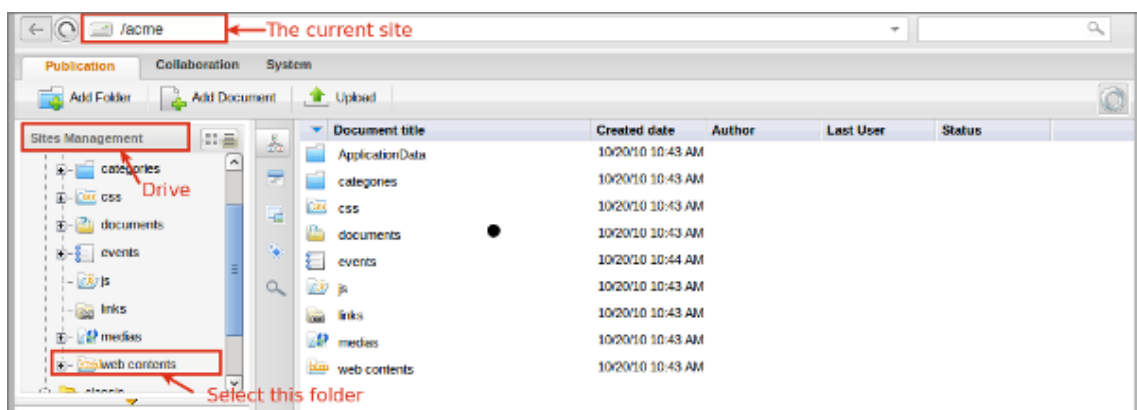 /acme The current site
Publication Collaboration System
Add Folder Add Document Upload
Sites Management
Document title Created date Author Last User Status
categories
Drive
css
documents
events
js
links
medias
web contents
classic
Select this folder
ApplicationData 10/20/10 10:43 AM
categories 10/20/10 10:43 AM
css 10/20/10 10:43 AM
documents 10/20/10 10:43 AM
events 10/20/10 10:44 AM
js 10/20/10 10:43 AM
links 10/20/10 10:43 AM
medias 10/20/10 10:43 AM
web contents 10/20/10 10:43 AM